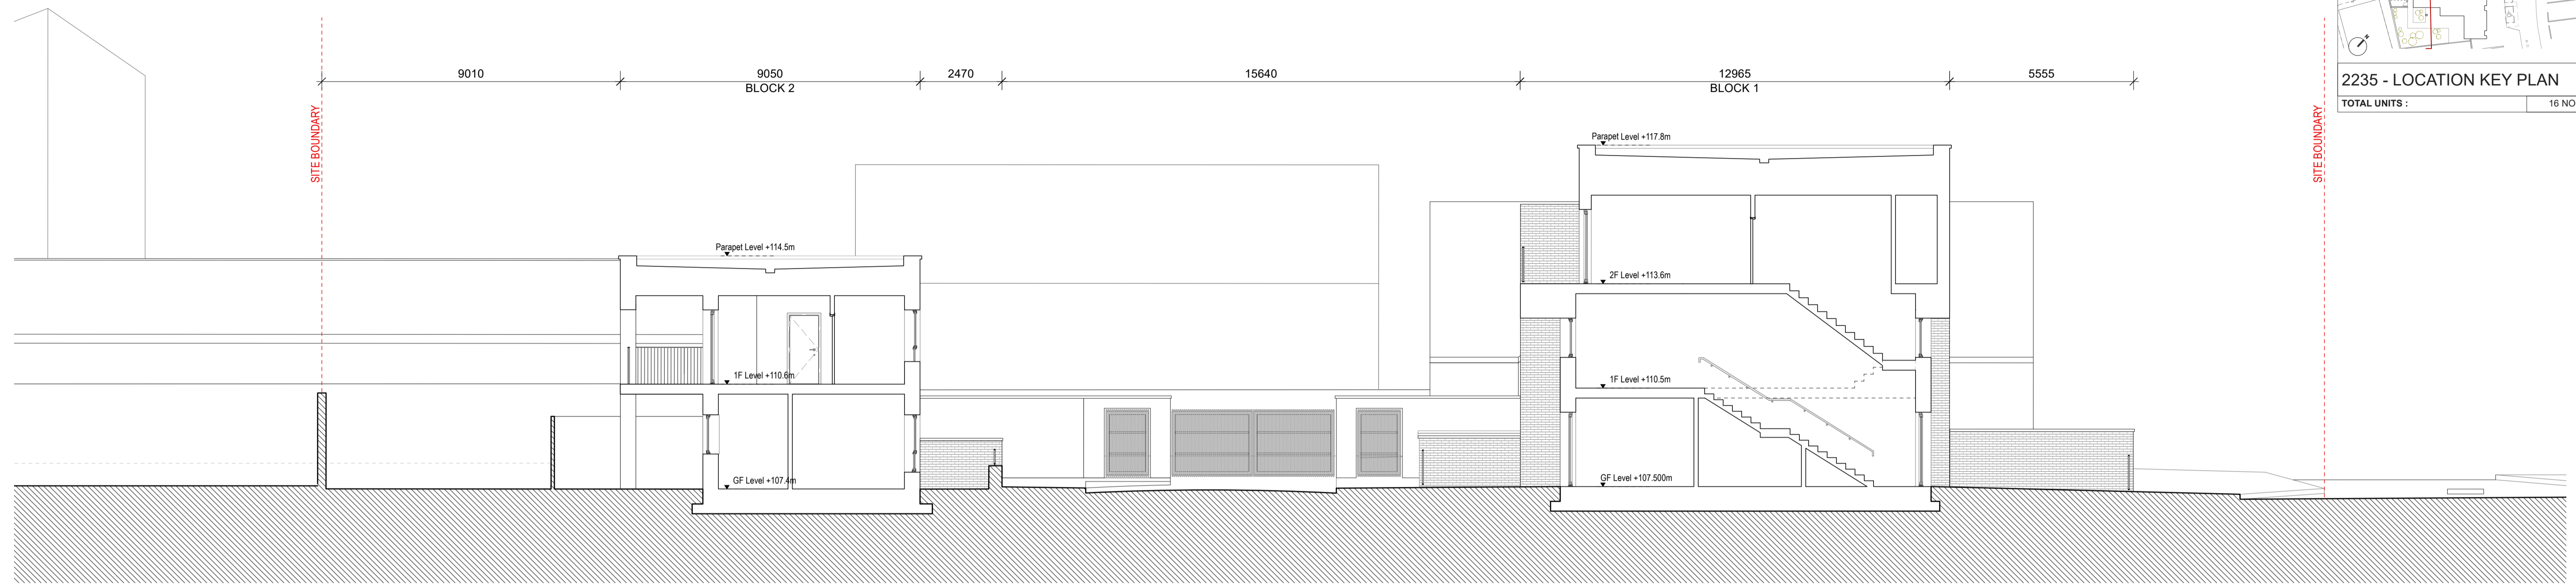 2235 - LOCATION KEY PLAN
TOTAL UNITS : 16 NO
9010
9050
2470
15640
12965
5555
BLOCK 2
BLOCK 1
SITE BOUNDARY
SITE BOUNDARY
Parapet Level +117.8m
Parapet Level +114.5m
2F Level +113.6m
1F Level +110.6m
1F Level +110.5m
GF Level +107.4m
GF Level +107.500m